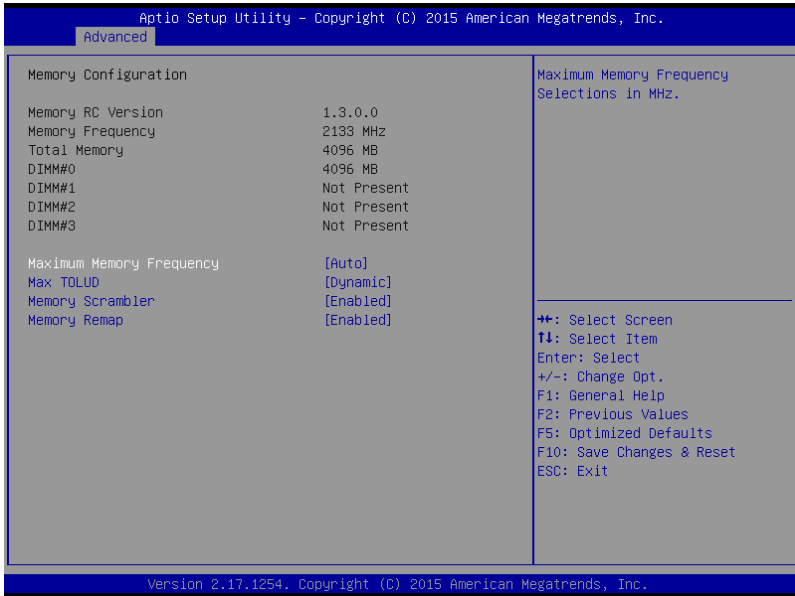 Aptio Setup Utility – Copyright (C) 2015 American Megatrends, Inc.
Advanced
Memory Configuration
Memory RC Version 1.3.0.0
Memory Frequency 2133 MHz
Total Memory 4096 MB
DIMM#0 4096 MB
DIMM#1 Not Present
DIMM#2 Not Present
DIMM#3 Not Present
Maximum Memory Frequency [Auto]
Max TOLUD [Dynamic]
Memory Scrambler [Enabled]
Memory Remap [Enabled]
Maximum Memory Frequency
Selections in MHz.
→←: Select Screen
↑↓: Select Item
Enter: Select
+/-: Change Opt.
F1: General Help
F2: Previous Values
F5: Optimized Defaults
F10: Save Changes & Reset
ESC: Exit
Version 2.17.1254. Copyright (C) 2015 American Megatrends, Inc.